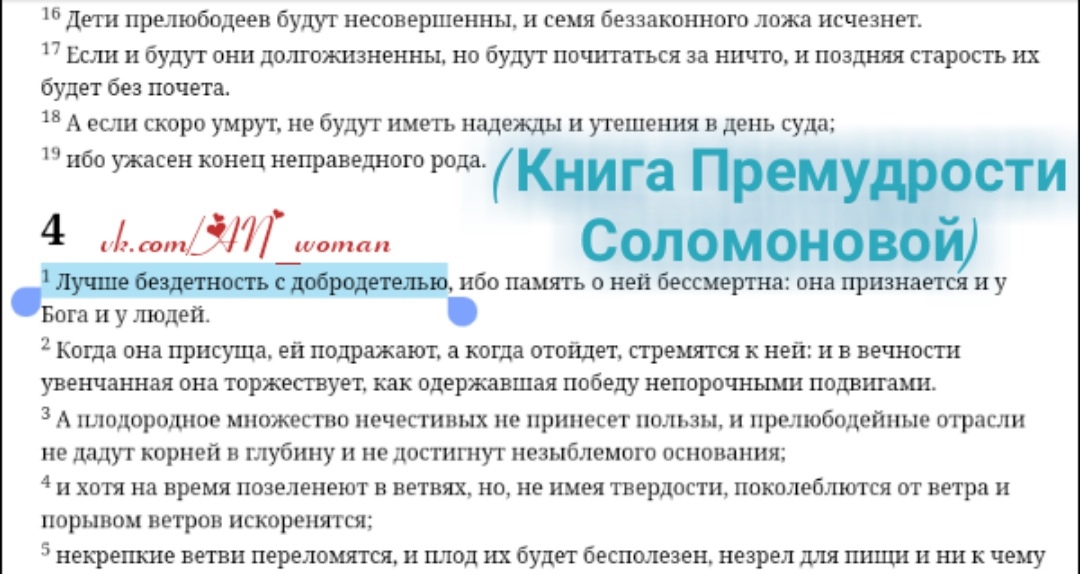 16 Дети прелюбодеев будут несовершенны, и семя беззаконного ложа исчезнет.
17 Если и будут они долгожизненны, но будут почитаться за ничто, и поздняя старость их
будет без почета.
18 А если скоро умрут, не будут иметь надежды и утешения в день суда;
19 ибо ужасен конец неправедного рода.
(Книга Премудрости
Соломоновой)
4
vk.com/AN_woman
1 Лучше бездетность с добродетелью, ибо память о ней бессмертна: она признается и у
Бога и у людей.
2 Когда она присуща, ей подражают, а когда отойдет, стремятся к ней: и в вечности
увенчанная она торжествует, как одержавшая победу непорочными подвигами.
3 А плодородное множество нечестивых не принесет пользы, и прелюбодейные отрасли
не дадут корней в глубину и не достигнут незыблемого основания;
4 и хотя на время позеленеют в ветвях, но, не имея твердости, поколеблются от ветра и
порывом ветров искоренятся;
5 некрепкие ветви переломятся, и плод их будет бесполезен, незрел для пищи и ни к чему